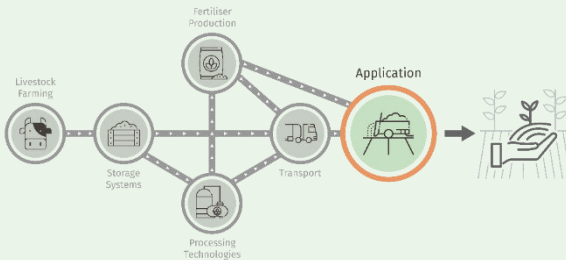 Fertiliser
Production
Application
Livestock
Farming
Storage
Systems
Transport
Processing
Technologies